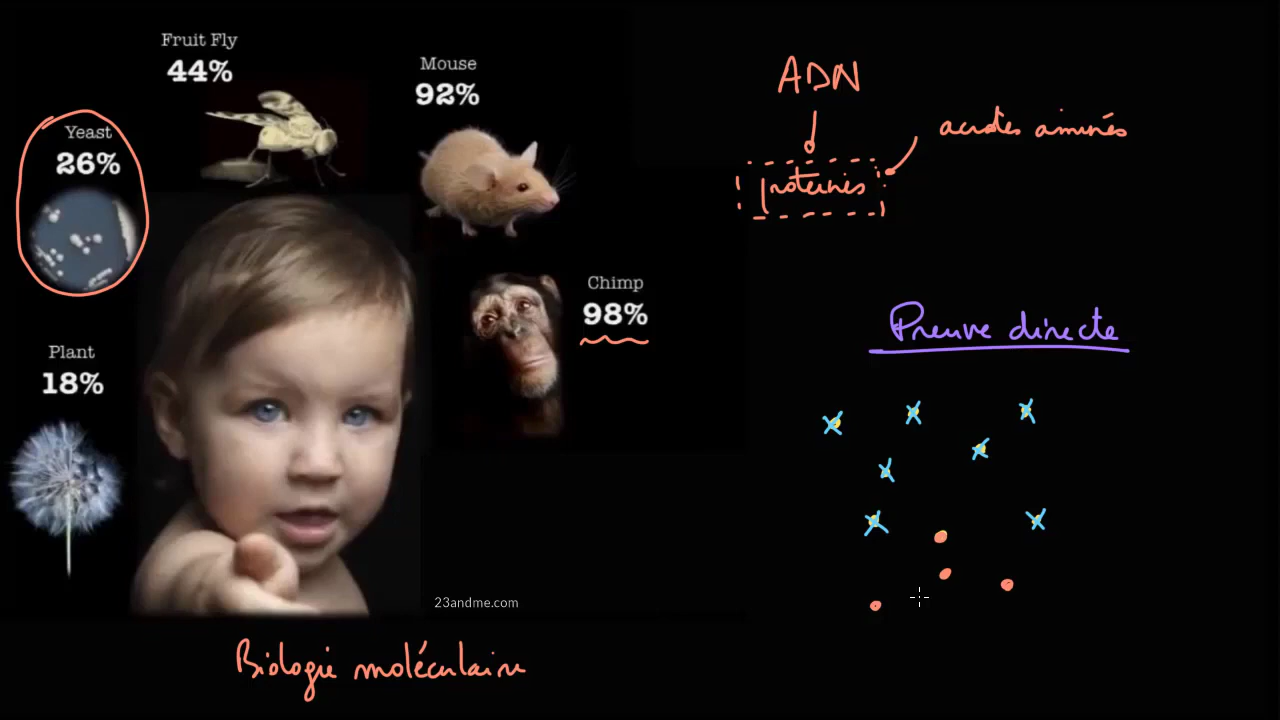 Fruit Fly
44%
Mouse
92%
Yeast
26%
Chimp
98%
Plant
18%
23andme.com
Biologie moléculaire
ADN
acides aminés
protéines
Preuve directe